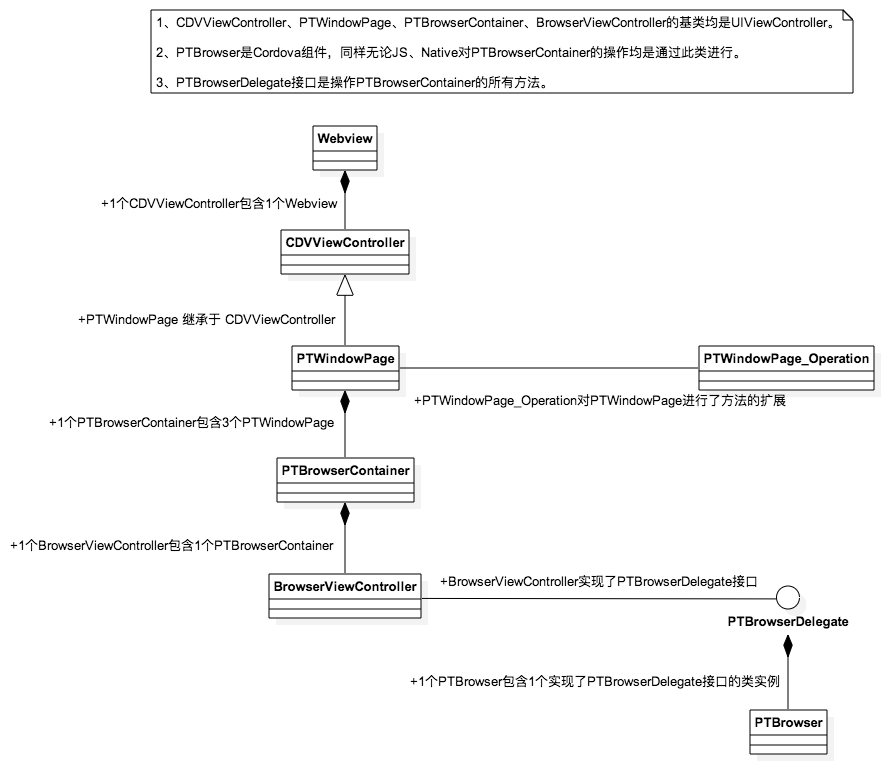 1、CDVViewController、PTWindowPage、PTBrowserContainer、BrowserViewController的基类均是UIViewController。
2、PTBrowser是Cordova组件，同样无论JS、Native对PTBrowserContainer的操作均是通过此类进行。
3、PTBrowserDelegate接口是操作PTBrowserContainer的所有方法。
Webview
+1个CDVViewController包含1个Webview
CDVViewController
+PTWindowPage 继承于 CDVViewController
PTWindowPage
PTWindowPage_Operation
+PTWindowPage_Operation对PTWindowPage进行了方法的扩展
+1个PTBrowserContainer包含3个PTWindowPage
PTBrowserContainer
+1个BrowserViewController包含1个PTBrowserContainer
BrowserViewController
+BrowserViewController实现了PTBrowserDelegate接口
PTBrowserDelegate
+1个PTBrowser包含1个实现了PTBrowserDelegate接口的类实例
PTBrowser